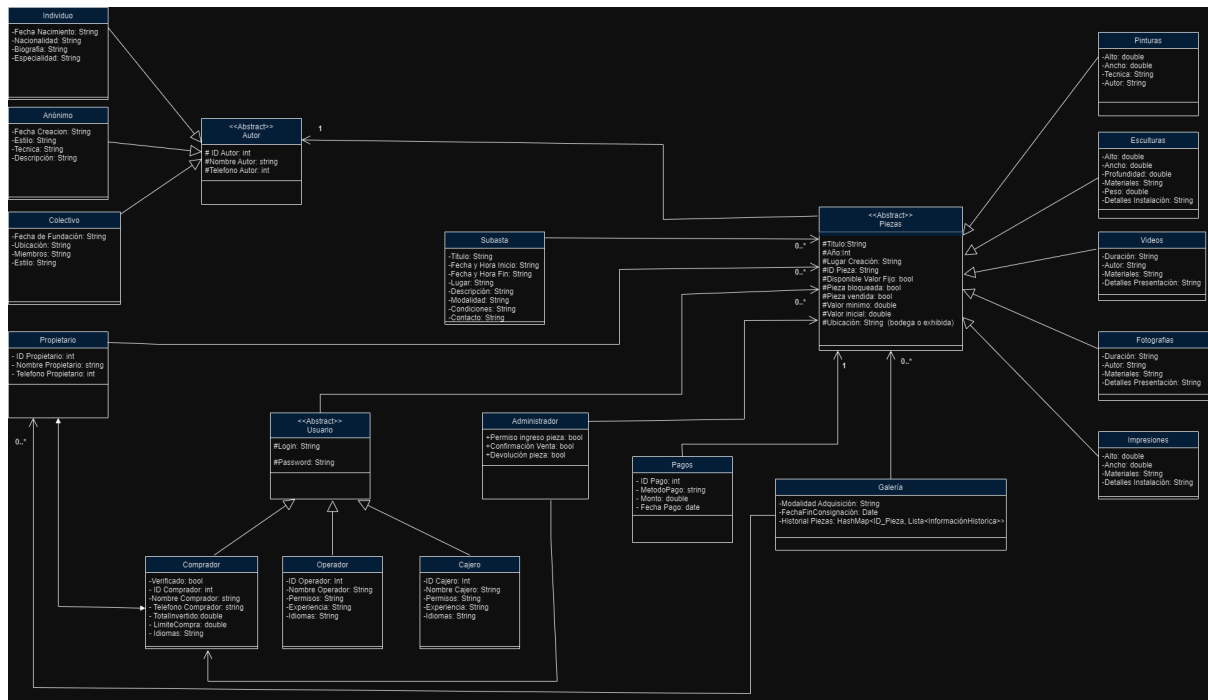 Individuo
-Fecha Nacimiento: String
-Nacionalidad: String
-Biografia: String
-Especialidad: String
Anónimo
-Fecha Creacion: String
-Estilo: String
-Tecnica: String
-Descripción: String
Colectivo
-Fecha de Fundación: String
-Ubicación: String
-Miembros: String
-Estilo: String
<<Abstract>>
Autor
# ID Autor: int
#Nombre Autor: string
#Telefono Autor: int
1
Subasta
-Titulo: String
-Fecha y Hora Inicio: String
-Fecha y Hora Fin: String
-Lugar: String
-Descripción: String
-Modalidad: String
-Condiciones: String
-Contacto: String
<<Abstract>>
Piezas
#Titulo:String
#Año:Int
#Lugar Creación: String
#ID Pieza: String
#Disponible Valor Fijo: bool
#Pieza bloqueada: bool
#Pieza vendida: bool
#Valor minimo: double
#Valor inicial: double
#Ubicación: String (bodega o exhibida)
0..*
0..*
0..*
Pinturas
-Alto: double
-Ancho: double
-Tecnica: String
-Autor: String
Esculturas
-Alto: double
-Ancho: double
-Profundidad: double
-Materiales: String
-Peso: double
-Detalles Instalación: String
Videos
-Duración: String
-Autor: String
-Materiales: String
-Detalles Presentación: String
Fotografias
-Duración: String
-Autor: String
-Materiales: String
-Detalles Presentación: String
Impresiones
-Alto: double
-Ancho: double
-Materiales: String
-Detalles Instalación: String
Propietario
- ID Propietario: int
- Nombre Propietario: string
- Telefono Propietario: int
0..*
<<Abstract>>
Usuario
#Login: String
#Password: String
Administrador
+Permiso ingreso pieza: bool
+Confirmación Venta: bool
+Devolución pieza: bool
1
0..*
Pagos
- ID Pago: int
- MetodoPago: string
- Monto: double
- Fecha Pago: date
Galería
-Modalidad Adquisición: String
-FechaFinConsignación: Date
-Historial Piezas: HashMap<ID_Pieza, Lista<InformaciónHistorica>>
Comprador
-Verificado: bool
- ID Comprador: int
-Nombre Comprador: string
- Telefono Comprador: string
- TotalInvertido:double
- LimiteCompra: double
- Idiomas: String
Operador
-ID Operador: Int
-Nombre Operador: String
-Permisos: String
-Experiencia: String
-Idiomas: String
Cajero
-ID Cajero: Int
-Nombre Cajero: String
-Permisos: String
-Experiencia: String
-Idiomas: String